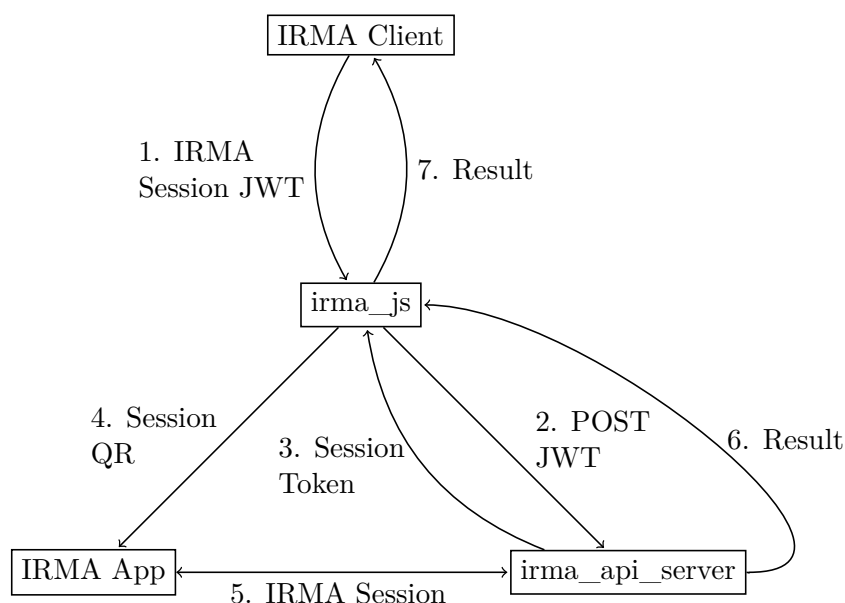 IRMA Client
1. IRMA
Session JWT
7. Result
irma_js
4. Session
QR
3. Session
Token
2. POST
JWT
6. Result
IRMA App
irma_api_server
5. IRMA Session